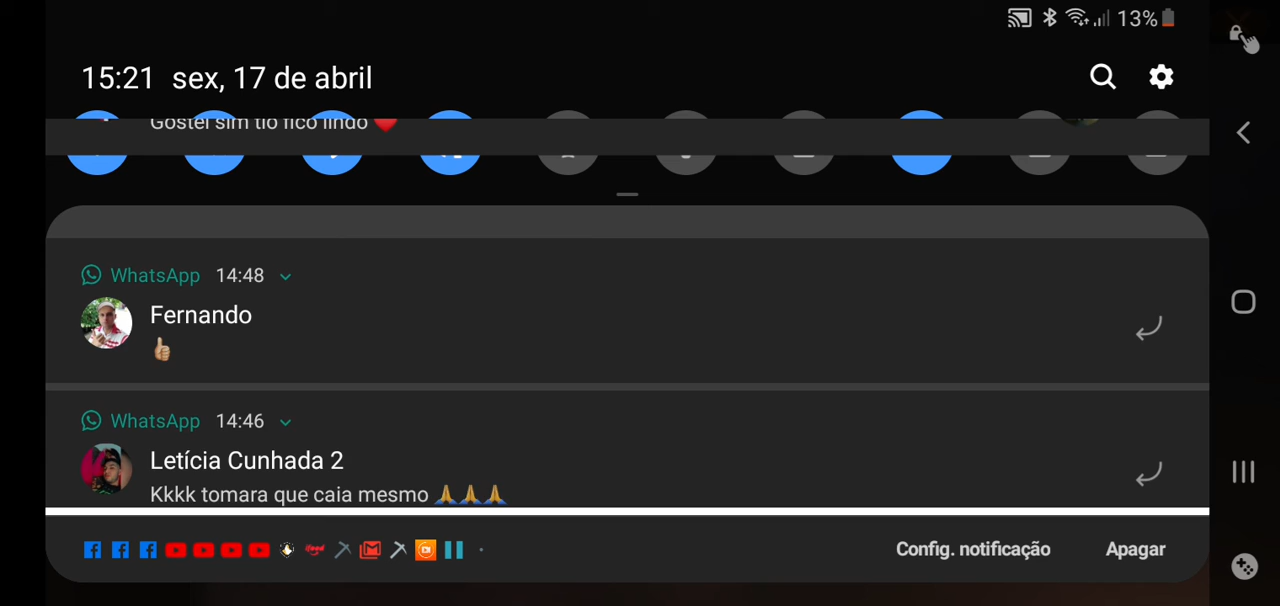 13%
15:21 sex, 17 de abril
Gostei sim tio fico lindo ❤️
WhatsApp 14:48
Fernando
👍🏼
WhatsApp 14:46
Letícia Cunhada 2
Kkkk tomara que caia mesmo 🙏🙏🙏
Config. notificação Apagar